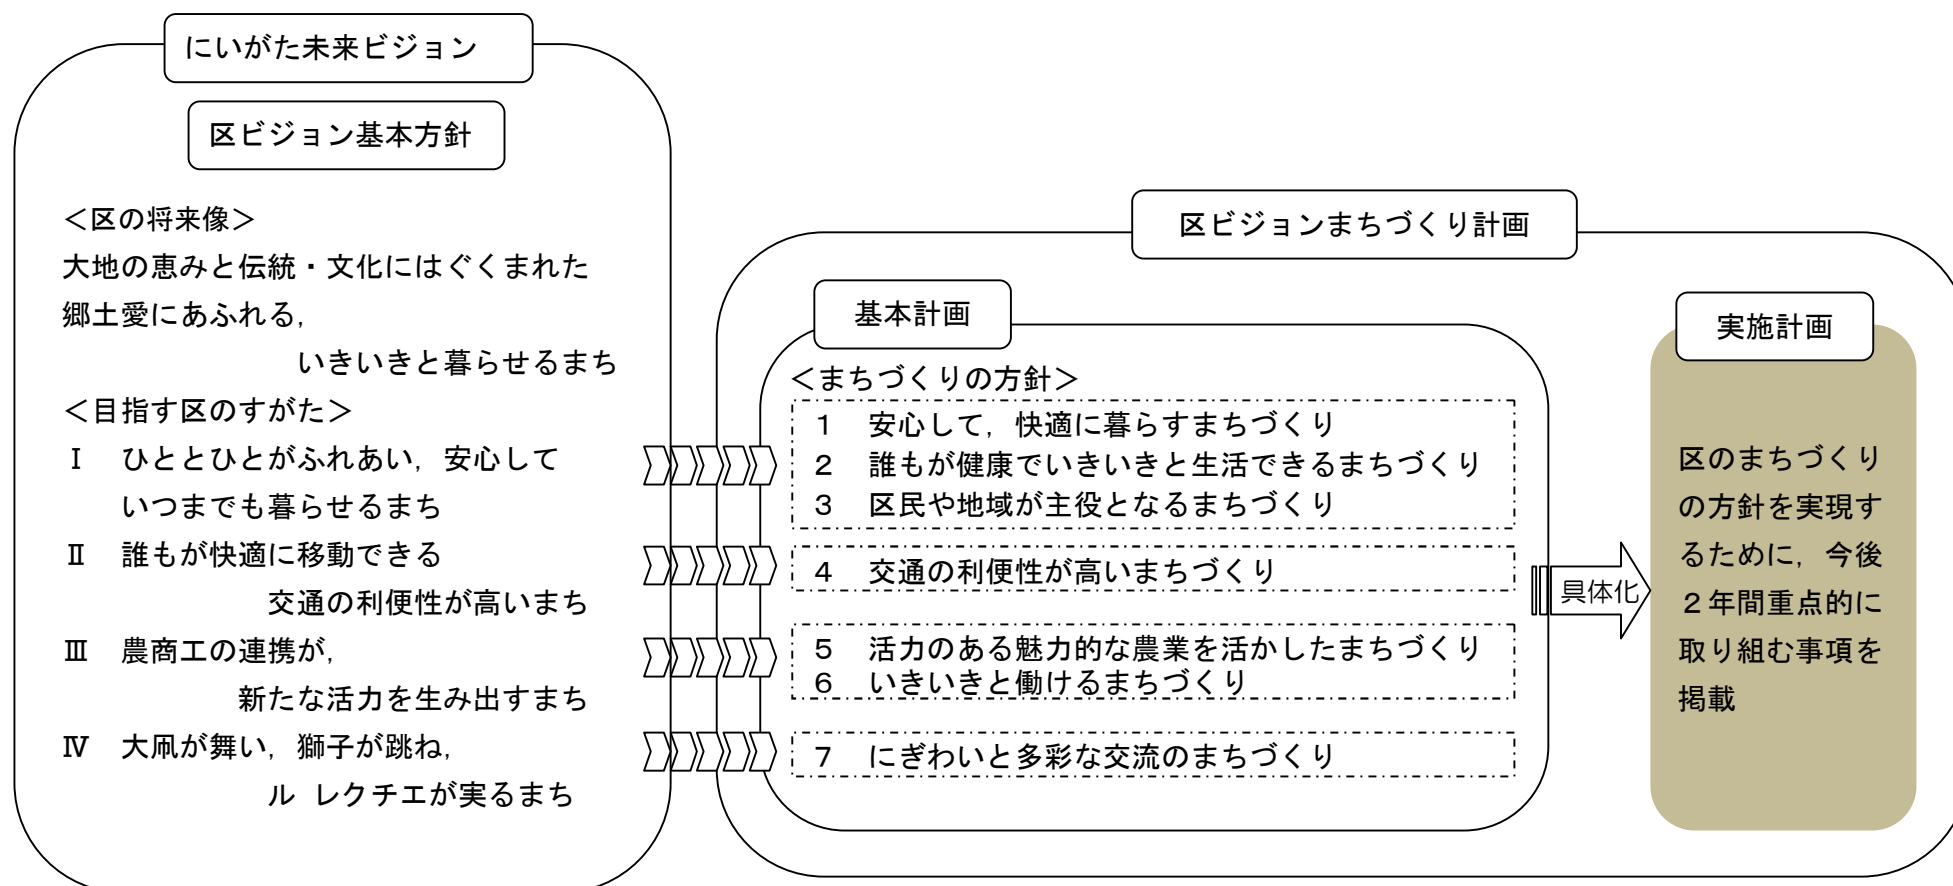 にいがた未来ビジョン
区ビジョン基本方針
＜区の将来像＞
大地の恵みと伝統・文化にはぐくまれた
郷土愛にあふれる，
いきいきと暮らせるまち
＜目指す区のすがた＞
Ⅰ　ひととひとがふれあい，安心して
いつまでも暮らせるまち
Ⅱ　誰もが快適に移動できる
交通の利便性が高いまち
Ⅲ　農商工の連携が，
新たな活力を生み出すまち
Ⅳ　大凧が舞い，獅子が跳ね，
ル レクチエが実るまち
区ビジョンまちづくり計画
基本計画
＜まちづくりの方針＞
１　安心して，快適に暮らすまちづくり
２　誰もが健康でいきいきと生活できるまちづくり
３　区民や地域が主役となるまちづくり
４　交通の利便性が高いまちづくり
５　活力のある魅力的な農業を活かしたまちづくり
６　いきいきと働けるまちづくり
７　にぎわいと多彩な交流のまちづくり
具体化
実施計画
区のまちづくり
の方針を実現す
るために，今後
２年間重点的に
取り組む事項を
掲載